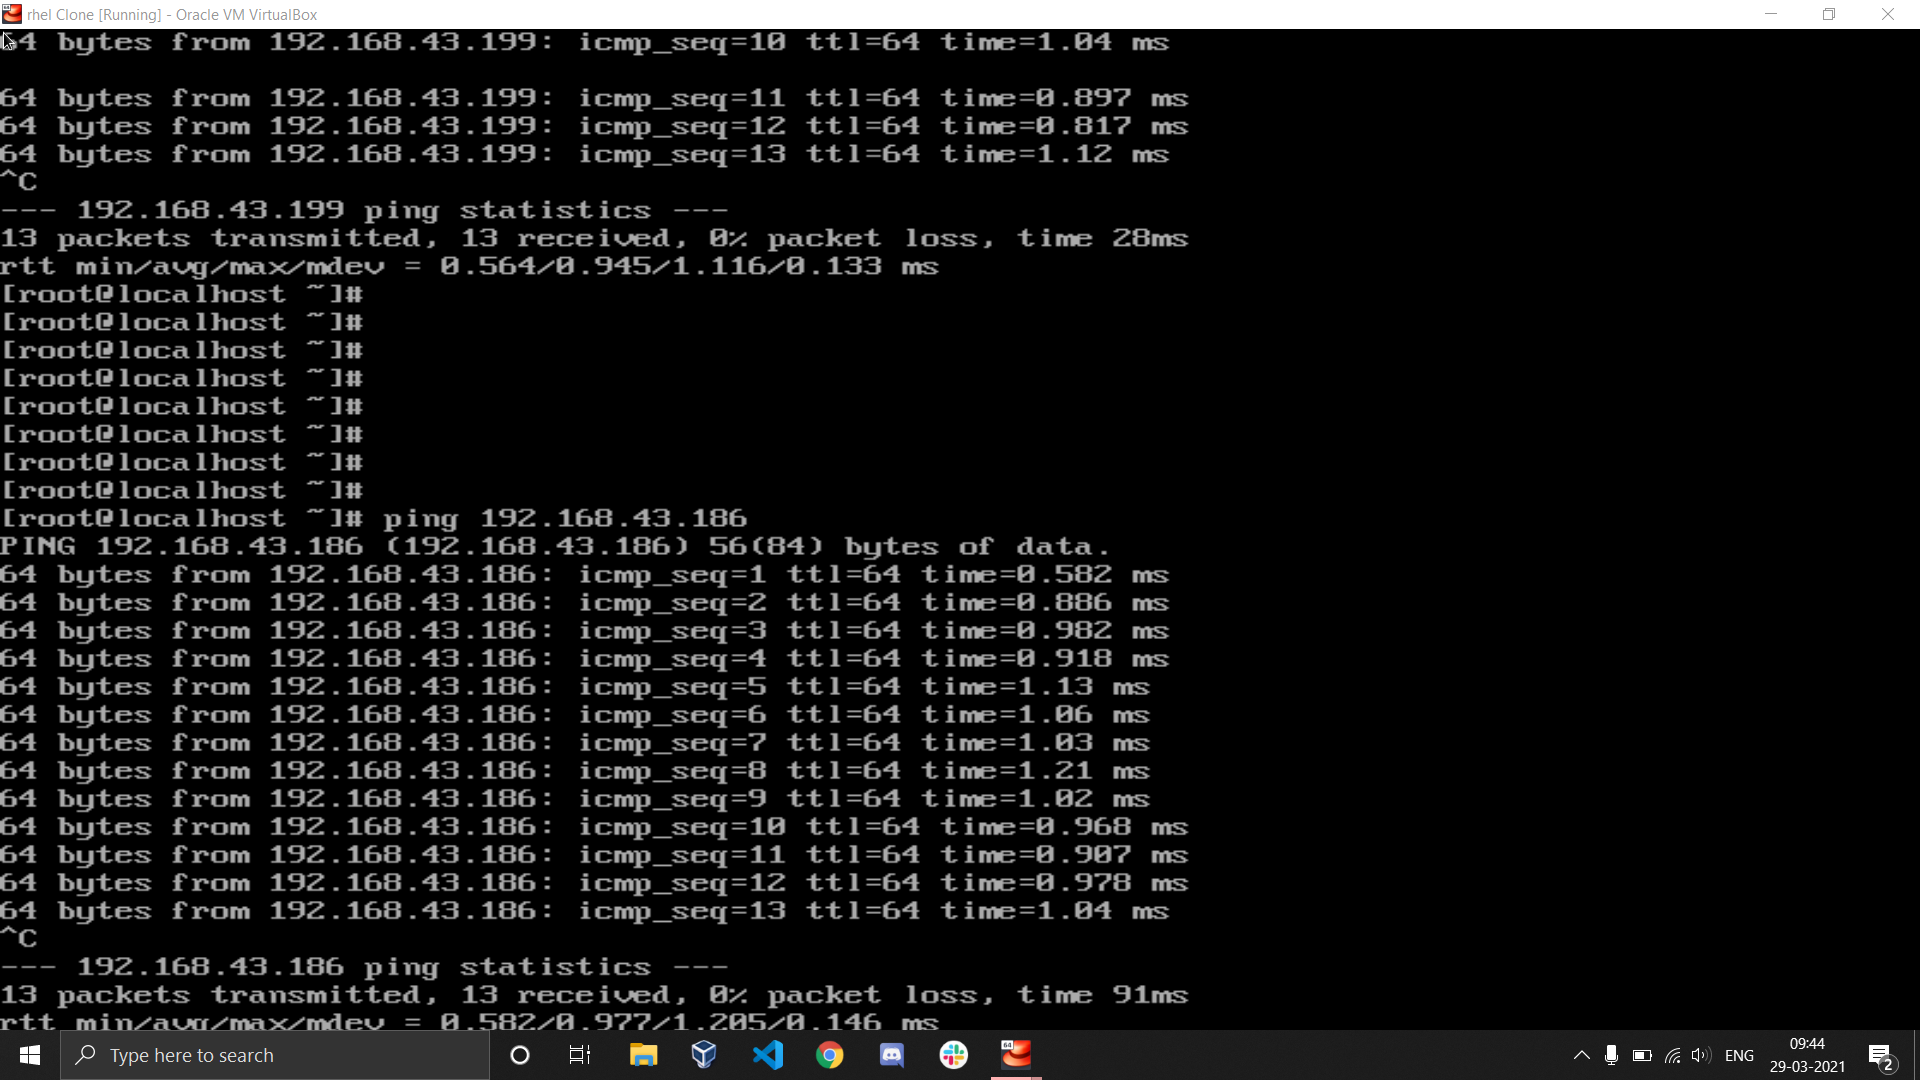 rhel Clone [Running] - Oracle VM VirtualBox
64 bytes from 192.168.43.199: icmp_seq=10 ttl=64 time=1.04 ms
64 bytes from 192.168.43.199: icmp_seq=11 ttl=64 time=0.897 ms
64 bytes from 192.168.43.199: icmp_seq=12 ttl=64 time=0.817 ms
64 bytes from 192.168.43.199: icmp_seq=13 ttl=64 time=1.12 ms
^C
--- 192.168.43.199 ping statistics ---
13 packets transmitted, 13 received, 0% packet loss, time 28ms
rtt min/avg/max/mdev = 0.564/0.945/1.116/0.133 ms
[root@localhost ~]#
[root@localhost ~]#
[root@localhost ~]#
[root@localhost ~]#
[root@localhost ~]#
[root@localhost ~]#
[root@localhost ~]#
[root@localhost ~]#
[root@localhost ~]# ping 192.168.43.186
PING 192.168.43.186 (192.168.43.186) 56(84) bytes of data.
64 bytes from 192.168.43.186: icmp_seq=1 ttl=64 time=0.582 ms
64 bytes from 192.168.43.186: icmp_seq=2 ttl=64 time=0.886 ms
64 bytes from 192.168.43.186: icmp_seq=3 ttl=64 time=0.982 ms
64 bytes from 192.168.43.186: icmp_seq=4 ttl=64 time=0.918 ms
64 bytes from 192.168.43.186: icmp_seq=5 ttl=64 time=1.13 ms
64 bytes from 192.168.43.186: icmp_seq=6 ttl=64 time=1.06 ms
64 bytes from 192.168.43.186: icmp_seq=7 ttl=64 time=1.03 ms
64 bytes from 192.168.43.186: icmp_seq=8 ttl=64 time=1.21 ms
64 bytes from 192.168.43.186: icmp_seq=9 ttl=64 time=1.02 ms
64 bytes from 192.168.43.186: icmp_seq=10 ttl=64 time=0.968 ms
64 bytes from 192.168.43.186: icmp_seq=11 ttl=64 time=0.907 ms
64 bytes from 192.168.43.186: icmp_seq=12 ttl=64 time=0.978 ms
64 bytes from 192.168.43.186: icmp_seq=13 ttl=64 time=1.04 ms
^C
--- 192.168.43.186 ping statistics ---
13 packets transmitted, 13 received, 0% packet loss, time 91ms
rtt min/avg/max/mdev = 0.582/0.977/1.205/0.146 ms
Type here to search
64
ENG
09:44
29-03-2021
2